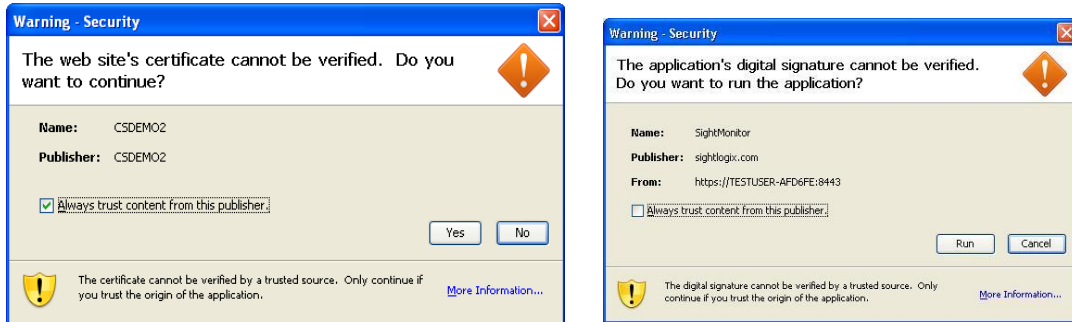 Warning - Security
The web site's certificate cannot be verified. Do you
want to continue?
Name: CSDEMO2
Publisher: CSDEMO2
Always trust content from this publisher.
Yes No
The certificate cannot be verified by a trusted source. Only continue if
you trust the origin of the application.
More Information...
Warning - Security
The application's digital signature cannot be verified.
Do you want to run the application?
Name: SightMonitor
Publisher: sightlogix.com
From: https://TESTUSER-AFD6FE:8443
Always trust content from this publisher.
Run Cancel
The digital signature cannot be verified by a trusted source. Only
continue if you trust the origin of the application.
More Information...